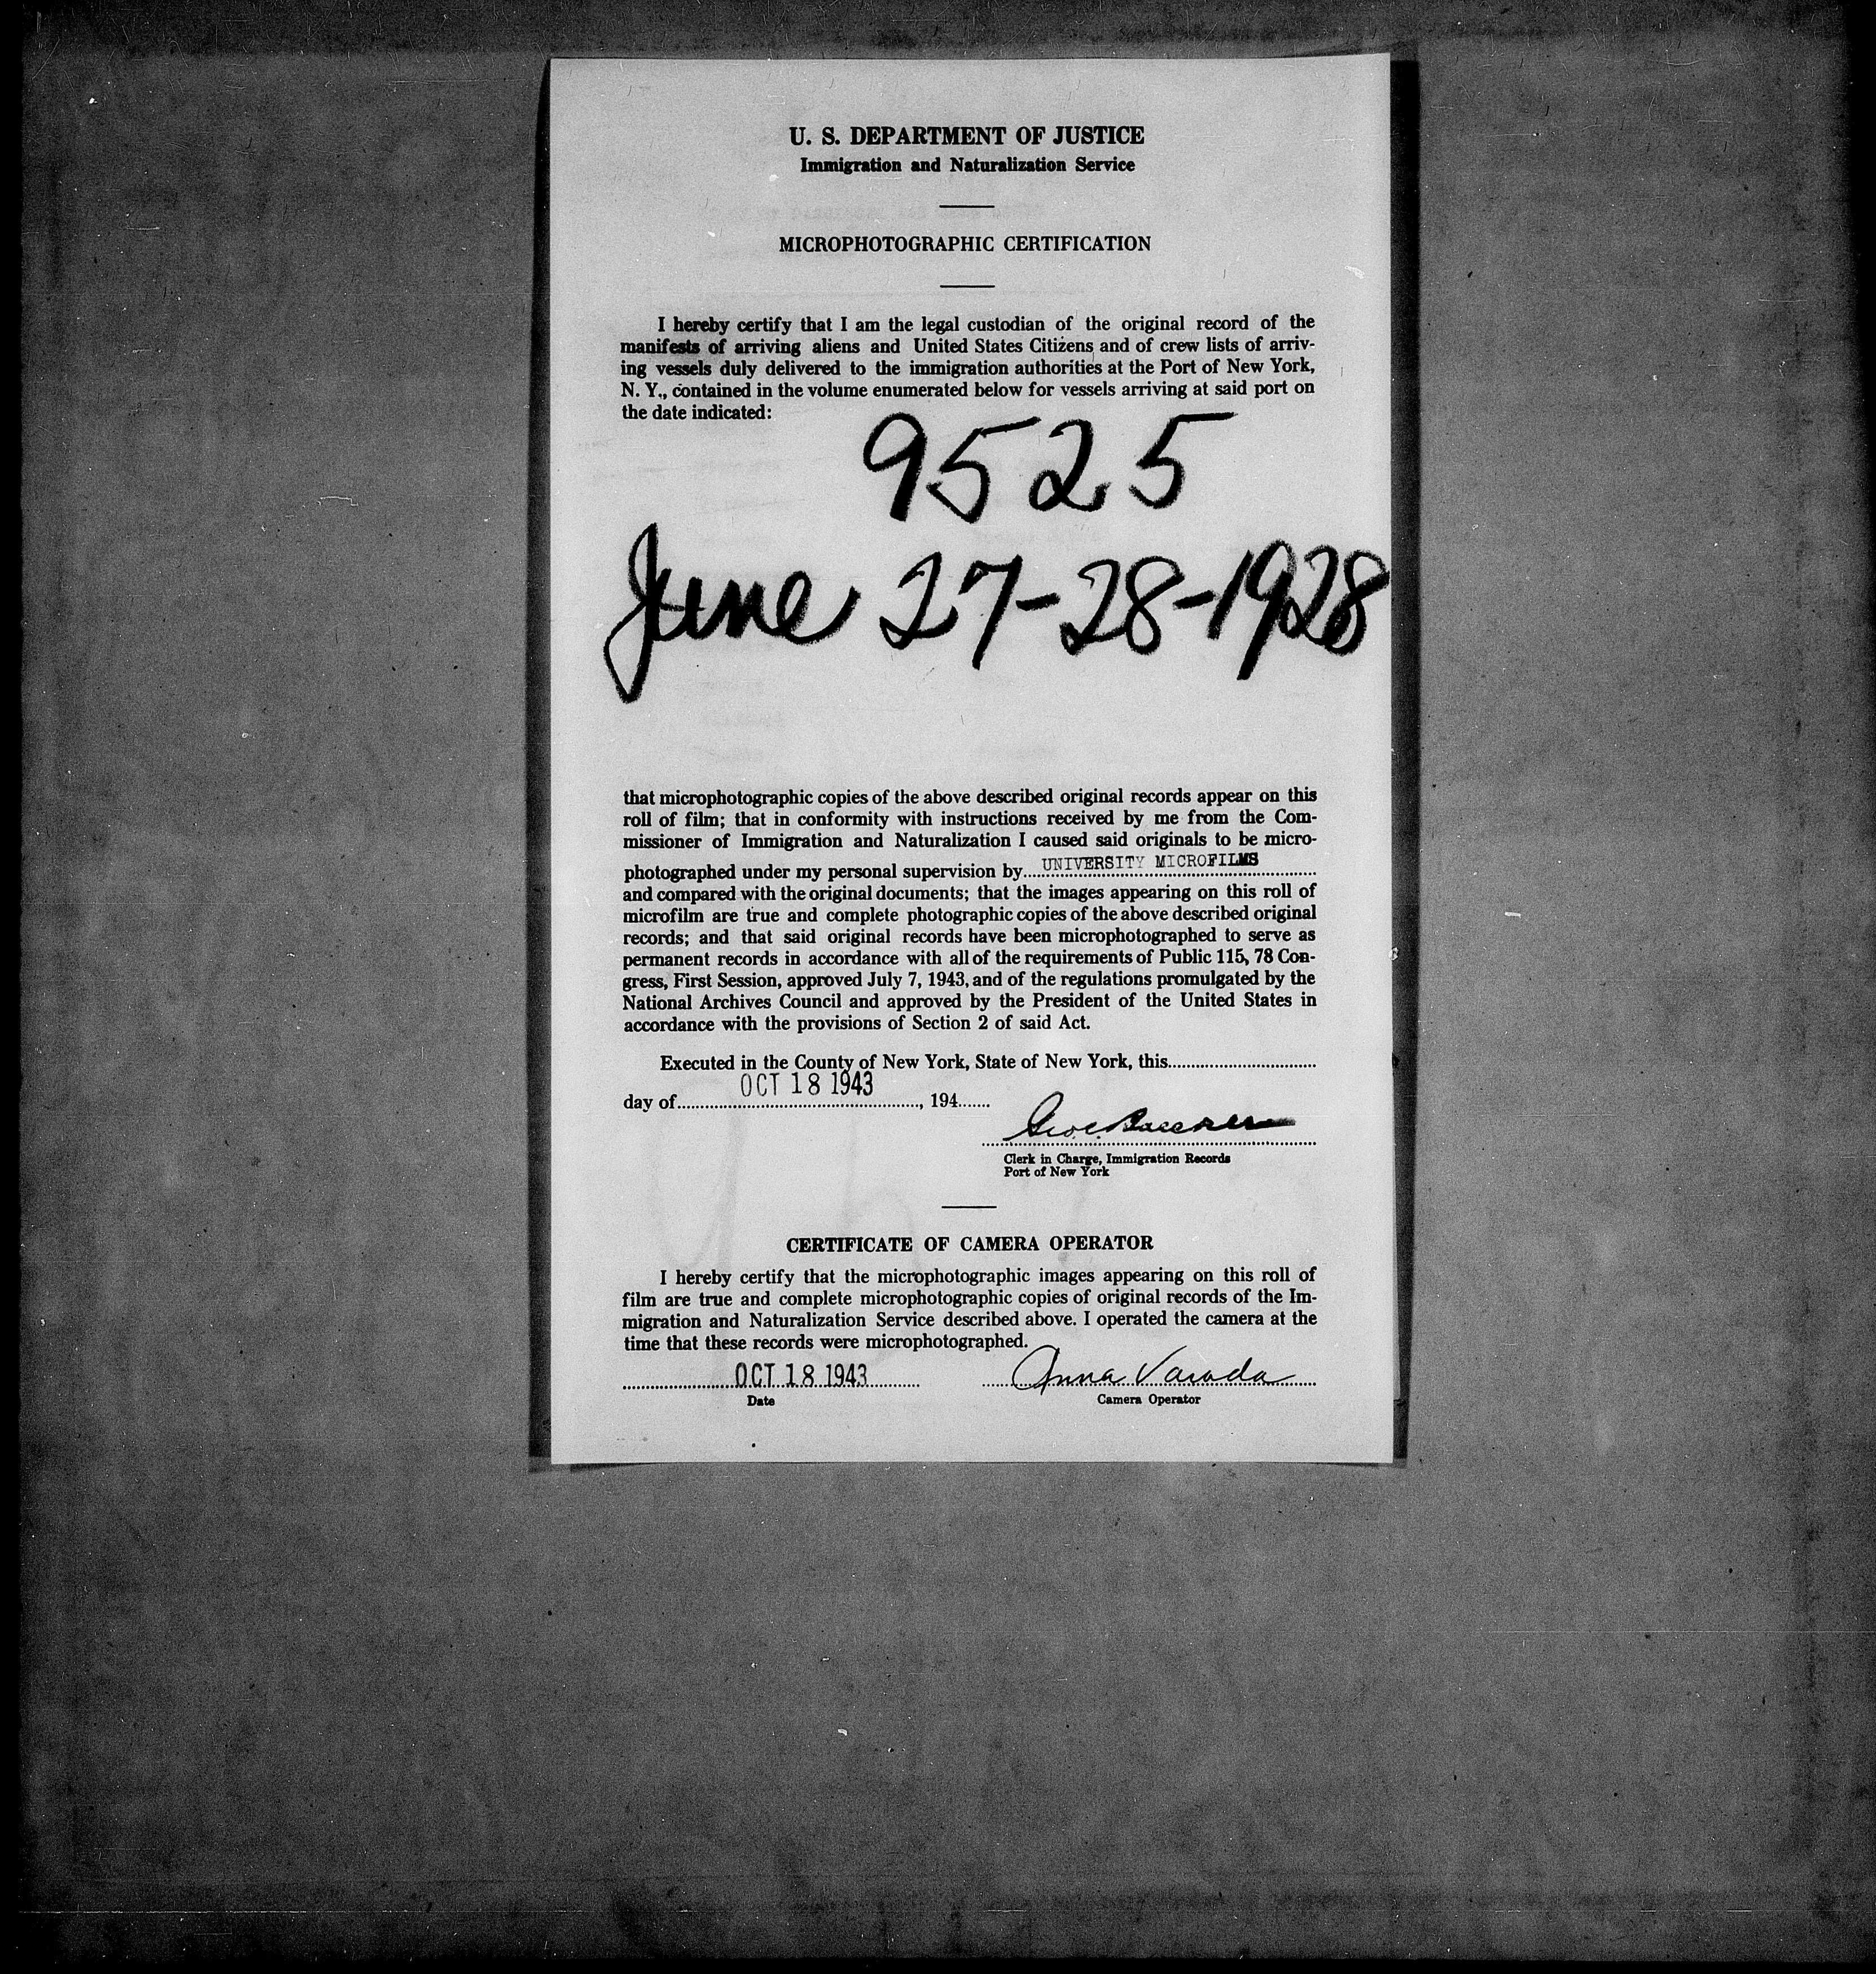 U. S. DEPARTMENT OF JUSTICE
Immigration and Naturalization Service
MICROPHOTOGRAPHIC CERTIFICATION
I hereby certify that I am the legal custodian of the original record of the
manifests of arriving aliens and United States Citizens and of crew lists of arriv-
ing vessels duly delivered to the immigration authorities at the Port of New York,
N. Y., contained in the volume enumerated below for vessels arriving at said port on
the date indicated:
9525
June 27-28-1928
that microphotographic copies of the above described original records appear on this
roll of film; that in conformity with instructions received by me from the Com-
missioner of Immigration and Naturalization I caused said originals to be micro-
photographed under my personal supervision by UNIVERSITY MICROFILMS
and compared with the original documents; that the images appearing on this roll of
microfilm are true and complete photographic copies of the above described original
records; and that said original records have been microphotographed to serve as
permanent records in accordance with all of the requirements of Public 115, 78 Con-
gress, First Session, approved July 7, 1943, and of the regulations promulgated by the
National Archives Council and approved by the President of the United States in
accordance with the provisions of Section 2 of said Act.
Executed in the County of New York, State of New York, this
day of OCT 18 1943, 194
Clerk in Charge, Immigration Records
Port of New York
CERTIFICATE OF CAMERA OPERATOR
I hereby certify that the microphotographic images appearing on this roll of
film are true and complete microphotographic copies of original records of the Im-
migration and Naturalization Service described above. I operated the camera at the
time that these records were microphotographed.
OCT 18 1943 Anna Varada
Date Camera Operator